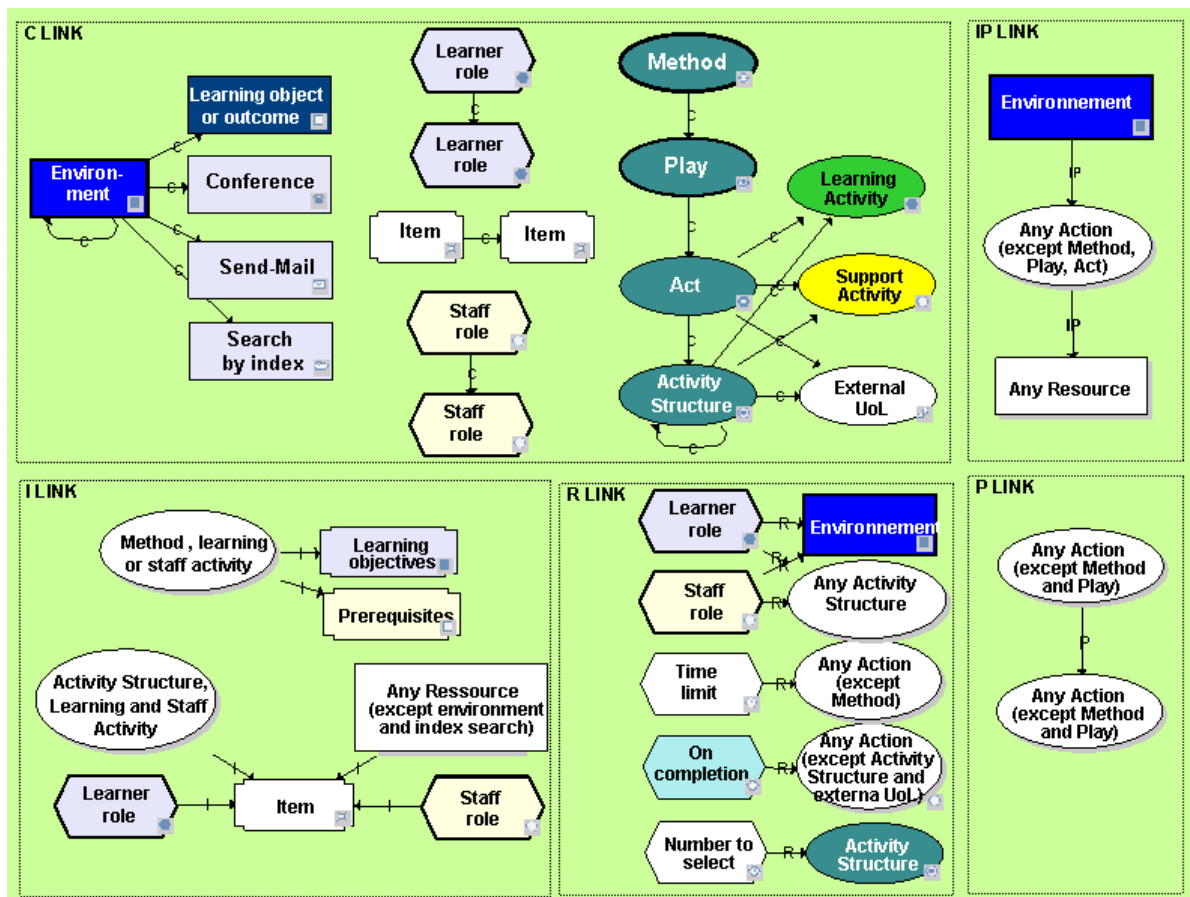 C LINK
Learning object
or outcome
Environ-
ment
Conference
Send-Mail
Search
by index
C
C
C
C
C
Learner
role
C
Learner
role
Item
C
Item
Staff
role
C
Staff
role
Method
C
Play
C
Act
C
Activity
Structure
C
Learning
Activity
Support
Activity
External
UoL
C
C
C
C
C
IP LINK
Environnement
IP
Any Action
(except Method,
Play, Act)
IP
Any Resource
I LINK
Method , learning
or staff activity
I
Learning
objectives
I
Prerequisites
Activity Structure,
Learning and Staff
Activity
Any Ressource
(except environment
and index search)
I
I
Learner
role
I
Item
I
Staff
role
R LINK
Learner
role
R
Environnement
R
R
Staff
role
R
Any Activity
Structure
Time
limit
R
Any Action
(except
Method)
On
completion
R
Any Action
(except Activity
Structure and
externa UoL)
Number to
select
R
Activity
Structure
P LINK
Any Action
(except Method
and Play)
P
Any Action
(except Method
and Play)